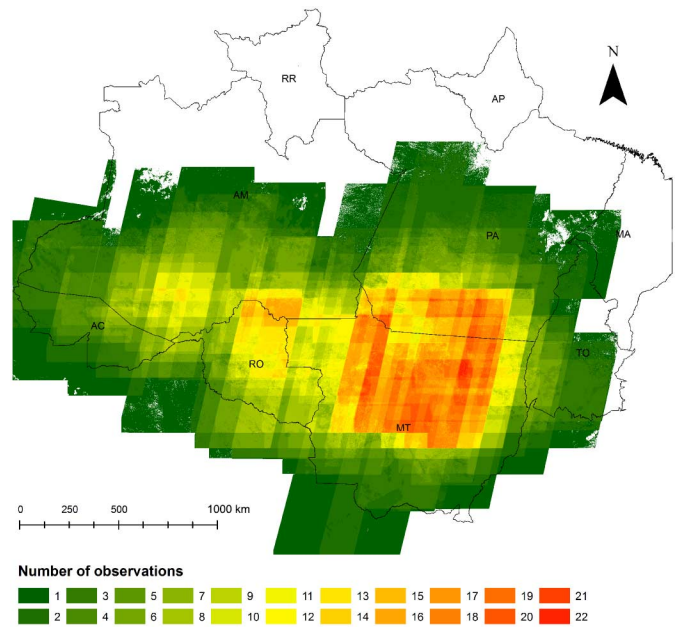 N
RR
AP
AM
PA
MA
AC
RO
TO
MT
0 250 500 1000 km
Number of observations
1 3 5 7 9 11 13 15 17 19 21
2 4 6 8 10 12 14 16 18 20 22